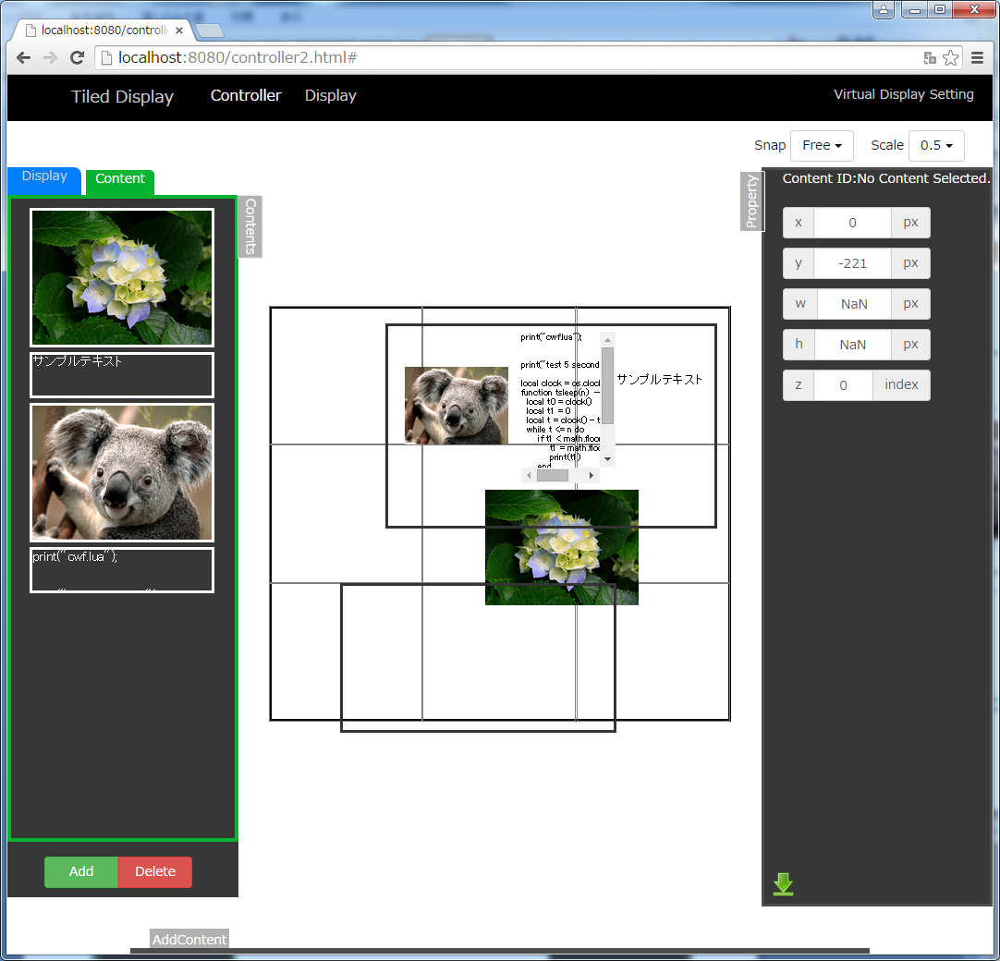 localhost:8080/controlle
localhost:8080/controller2.html#
Tiled Display
Controller
Display
Virtual Display Setting
Snap
Free
Scale
0.5
Display
Content
Contents
サンプルテキスト
print("cwf.lua");
Add
Delete
AddContent
print("cwf.lua");
print("test 5 second
local clock = os.clock
function tsleep(n) -
local t0 = clock()
local t1 = 0
local t = clock() - t
while t <= n do
if t1 < math.floor
t1 = math.floor
print(t1)
end
サンプルテキスト
Property
Content ID:No Content Selected.
x 0 px
y -221 px
w NaN px
h NaN px
z 0 index